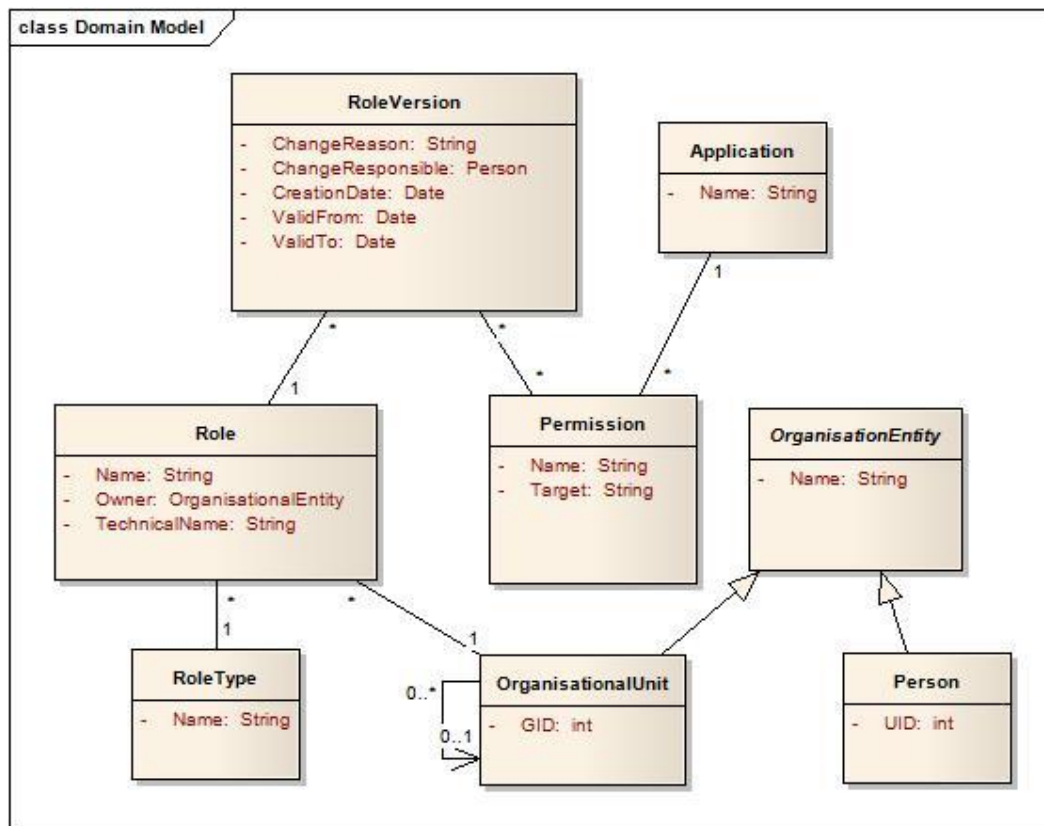 class Domain Model
RoleVersion
- ChangeReason: String
- ChangeResponsible: Person
- CreationDate: Date
- ValidFrom: Date
- ValidTo: Date
Application
- Name: String
*
*
1
1
*
*
Role
- Name: String
- Owner: OrganisationalEntity
- TechnicalName: String
Permission
- Name: String
- Target: String
OrganisationEntity
- Name: String
*
1
*
1
RoleType
- Name: String
0..*
0..1
OrganisationalUnit
- GID: int
Person
- UID: int